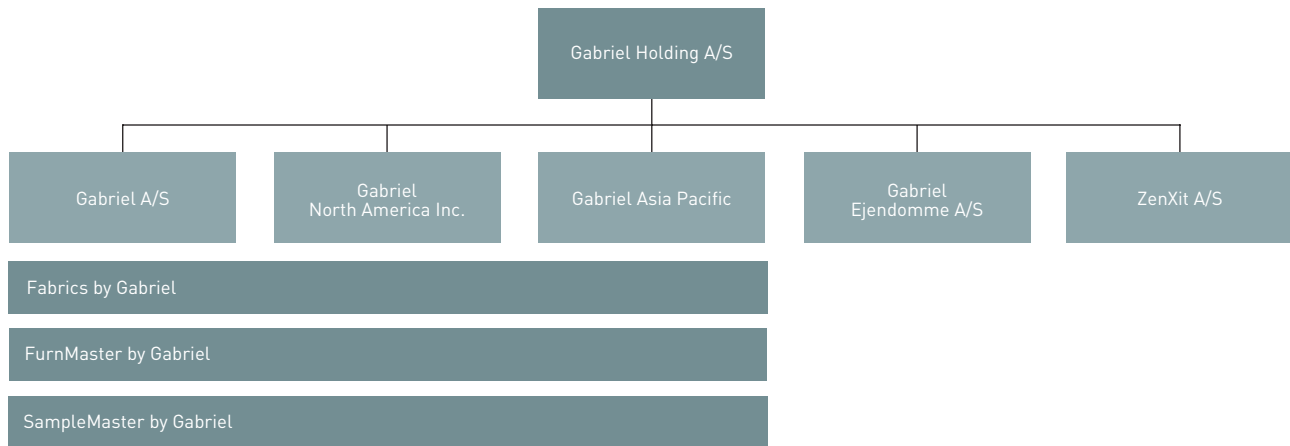 Gabriel Holding A/S
Gabriel A/S
Gabriel
North America Inc.
Gabriel Asia Pacific
Gabriel
Ejendomme A/S
ZenXit A/S
Fabrics by Gabriel
FurnMaster by Gabriel
SampleMaster by Gabriel